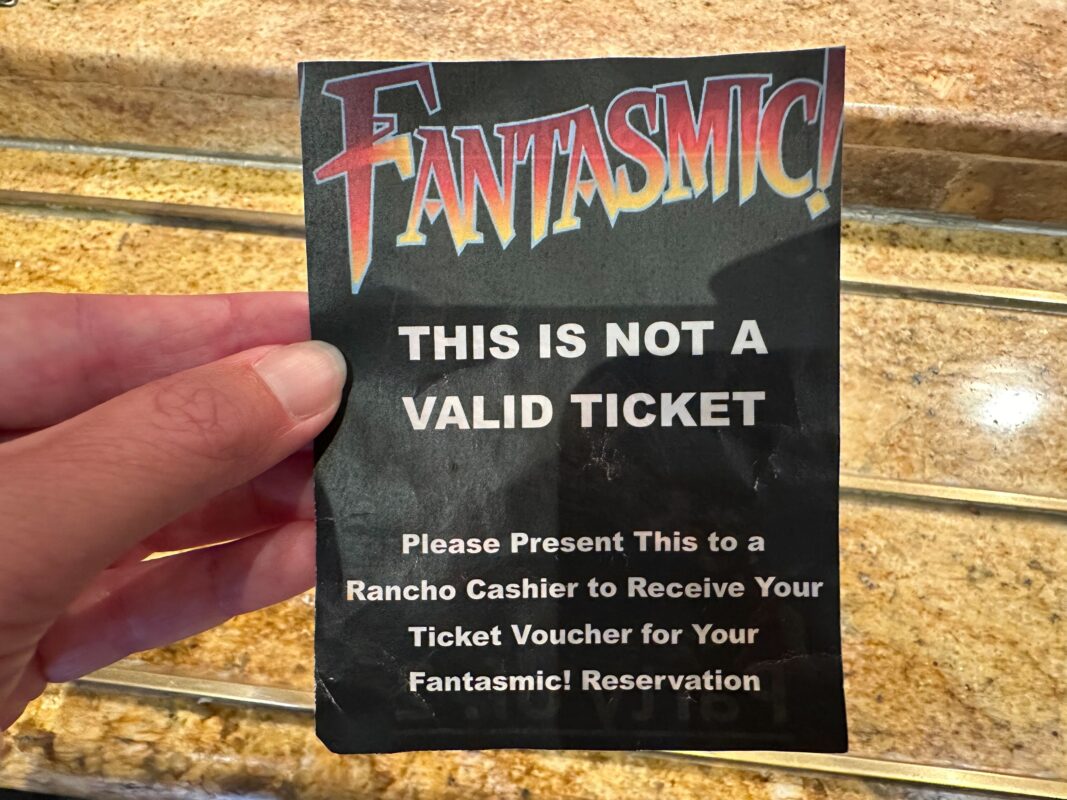 FANTASMIC!
THIS IS NOT A
VALID TICKET
Please Present This to a
Rancho Cashier to Receive Your
Ticket Voucher for Your
Fantasmic! Reservation